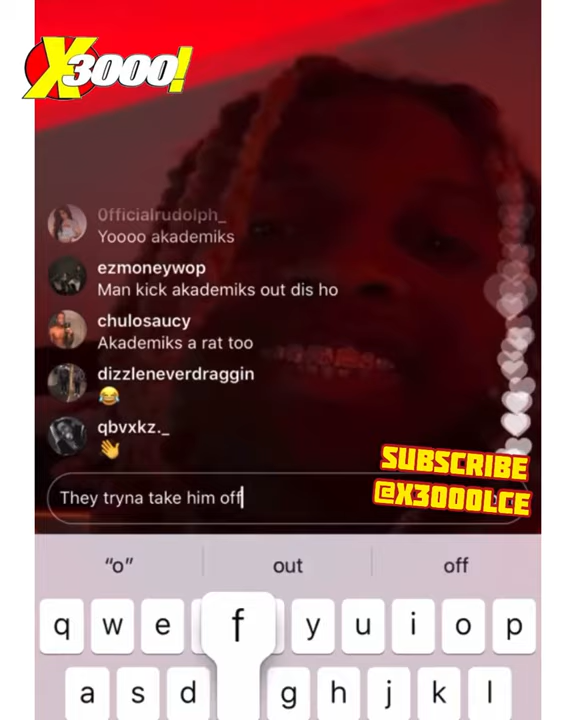 X3000!
0fficialrudolph_
Yoooo akademiks
ezmoneywop
Man kick akademiks out dis ho
chulosaucy
Akademiks a rat too
dizzleneverdraggin
😂
qbvxkz._
👋
SUBSCRIBE
They tryna take him off
@X3000LCE
“o” out off
q w e f y u i o p
a s d g h j k l